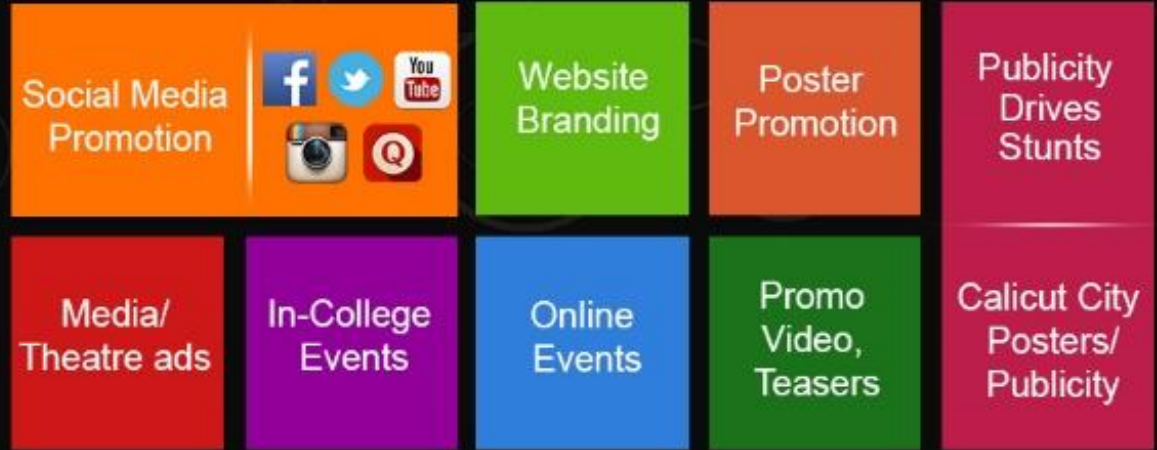 Social Media
Promotion
f
You
Tube
Q
Website
Branding
Poster
Promotion
Publicity
Drives
Stunts
Media/
Theatre ads
In-College
Events
Online
Events
Promo
Video,
Teasers
Calicut City
Posters/
Publicity